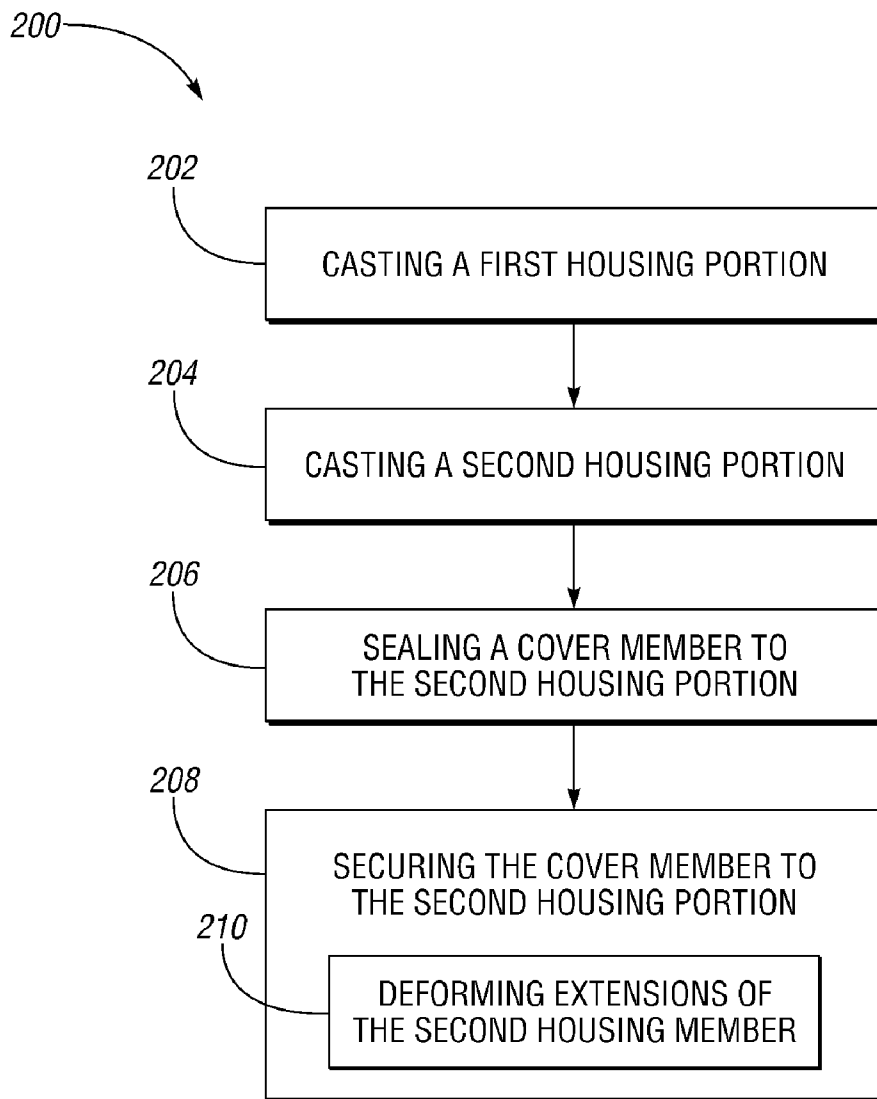 200
202
CASTING A FIRST HOUSING PORTION
204
CASTING A SECOND HOUSING PORTION
206
SEALING A COVER MEMBER TO
THE SECOND HOUSING PORTION
208
SECURING THE COVER MEMBER TO
THE SECOND HOUSING PORTION
210
DEFORMING EXTENSIONS OF
THE SECOND HOUSING MEMBER